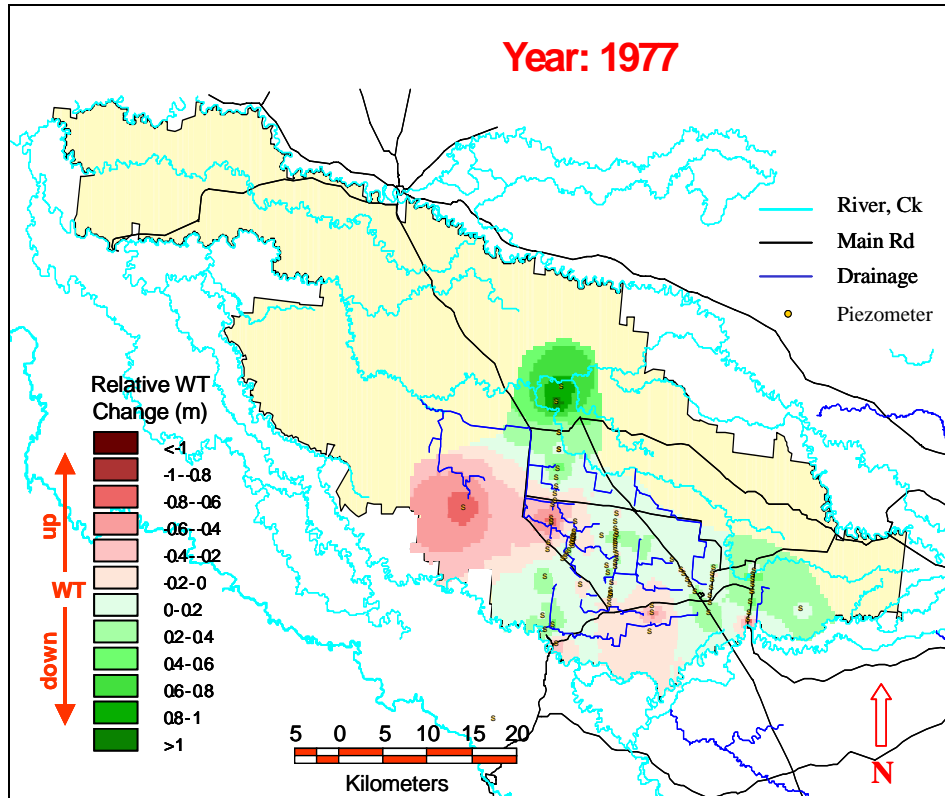 Year: 1977
River, Ck
Main Rd
Drainage
Piezometer
Relative WT
Change (m)
<-1
-1--0.8
-0.8--0.6
-0.6--0.4
-0.4--0.2
-0.2-0
0-0.2
0.2-0.4
0.4-0.6
0.6-0.8
0.8-1
>1
up
WT
down
5 0 5 10 15 20
Kilometers
N